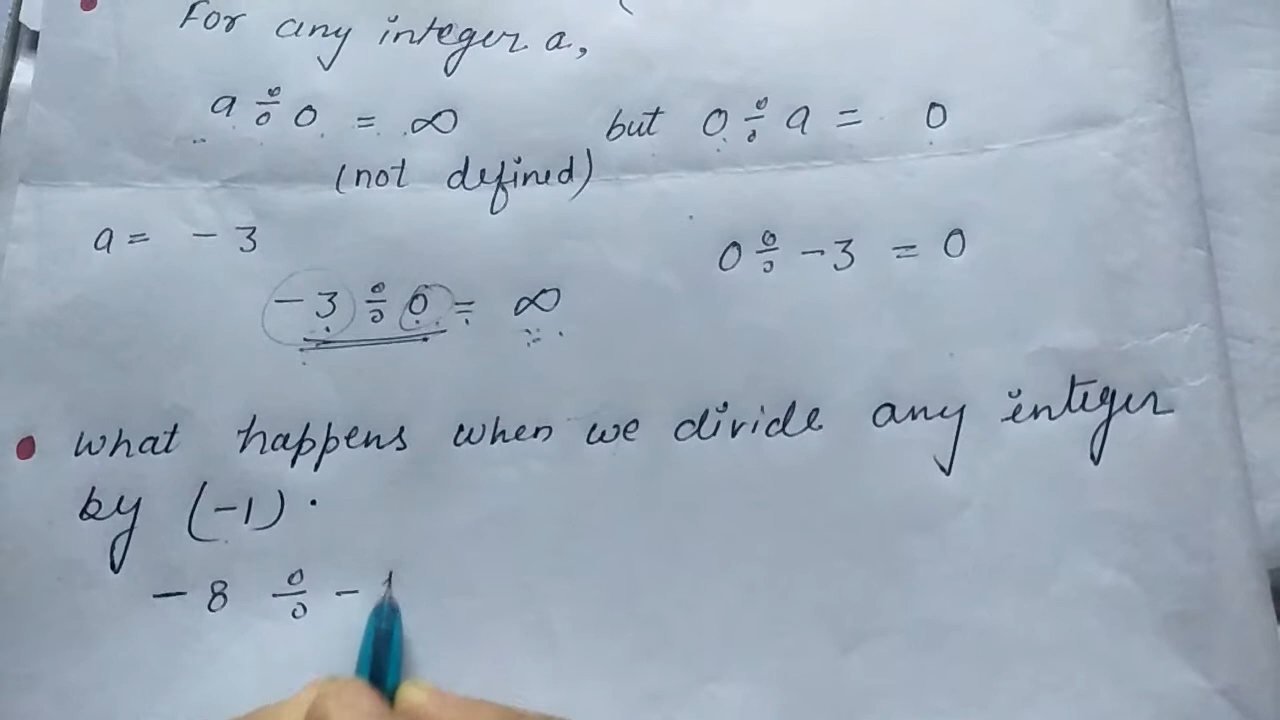 For any integer a,
a ÷ 0 = ∞ but 0 ÷ a = 0
(not defined)
a = - 3 0 ÷ - 3 = 0
- 3 ÷ 0 = ∞
• what happens when we divide any integer
by (-1).
- 8 ÷ - 1